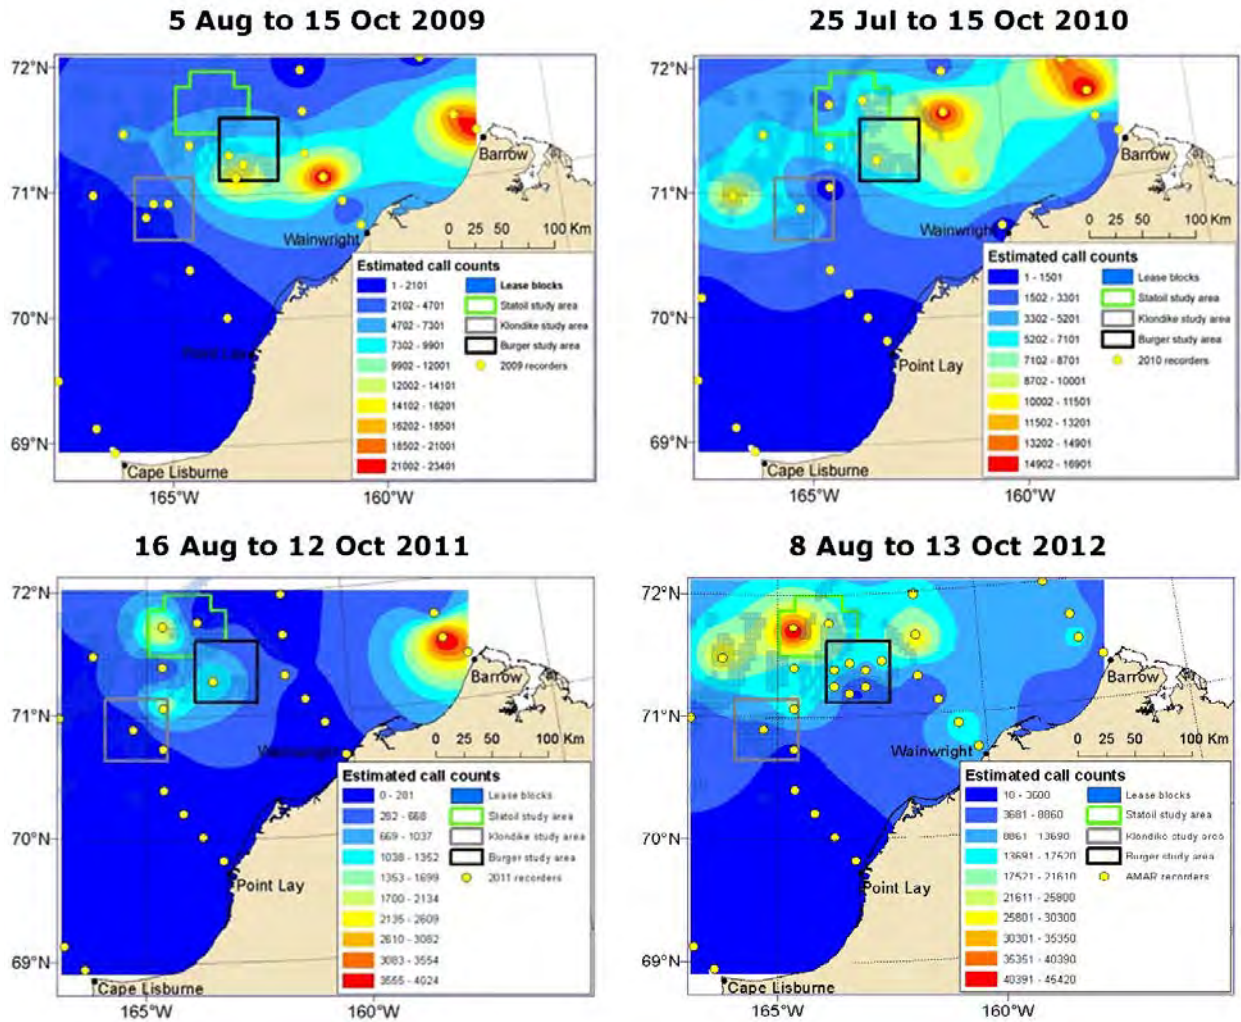 5 Aug to 15 Oct 2009
72°N
71°N
70°N
69°N
165°W
160°W
Barrow
Wainwright
Cape Lisburne
0 25 50 100 Km
Estimated call counts
1 - 2101
2102 - 4701
4702 - 7301
7302 - 9901
9902 - 12001
12002 - 14101
14102 - 16201
16202 - 18501
18502 - 21001
21002 - 23401
Lease blocks
Statoil study area
Klondike study area
Burger study area
2009 recorders
25 Jul to 15 Oct 2010
72°N
71°N
70°N
69°N
165°W
160°W
Barrow
Wainwright
Point Lay
Cape Lisburne
0 25 50 100 Km
Estimated call counts
1 - 1501
1502 - 3301
3302 - 5201
5202 - 7101
7102 - 8701
8702 - 10001
10002 - 11501
11502 - 13201
13202 - 14901
14902 - 16901
Lease blocks
Statoil study area
Klondike study area
Burger study area
2010 recorders
16 Aug to 12 Oct 2011
72°N
71°N
70°N
69°N
165°W
160°W
Barrow
Wainwright
Point Lay
Cape Lisburne
0 25 50 100 Km
Estimated call counts
0 - 281
282 - 668
669 - 1037
1038 - 1352
1353 - 1699
1700 - 2134
2135 - 2609
2610 - 3082
3083 - 3554
3555 - 4024
Lease blocks
Statoil study area
Klondike study area
Burger study area
2011 recorders
8 Aug to 13 Oct 2012
72°N
71°N
70°N
69°N
165°W
160°W
Barrow
Wainwright
Point Lay
Cape Lisburne
0 25 50 100 Km
Estimated call counts
10 - 3600
3681 - 8860
8861 - 13690
13691 - 17520
17521 - 21610
21611 - 25800
25801 - 30300
30301 - 35350
35351 - 40390
40391 - 45420
Lease blocks
Statoil study area
Klondike study area
Burger study area
AMAR recorders